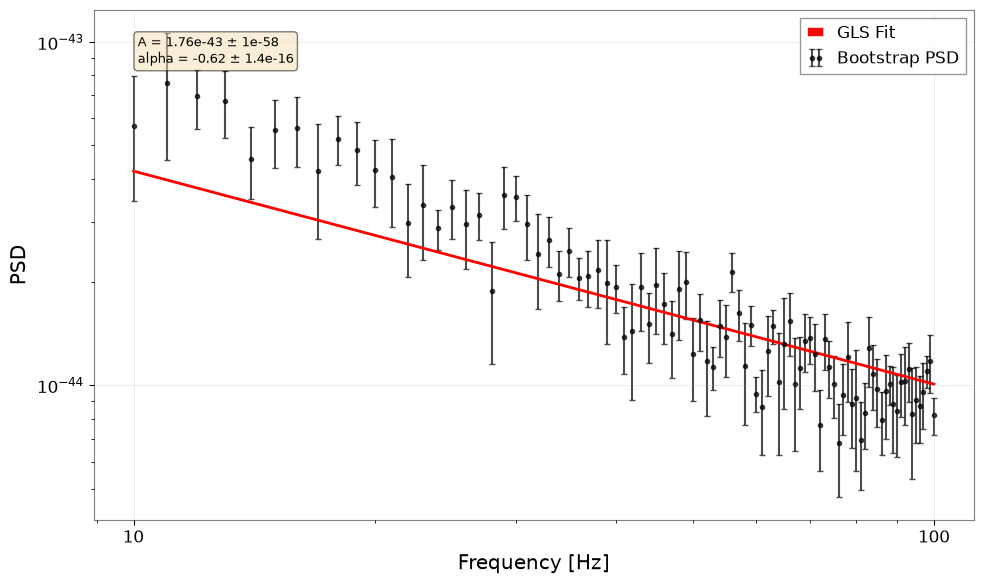 A = 1.76e-43 ± 1e-58
alpha = -0.62 ± 1.4e-16
GLS Fit
Bootstrap PSD
10⁻⁴³
10⁻⁴⁴
PSD
10
100
Frequency [Hz]